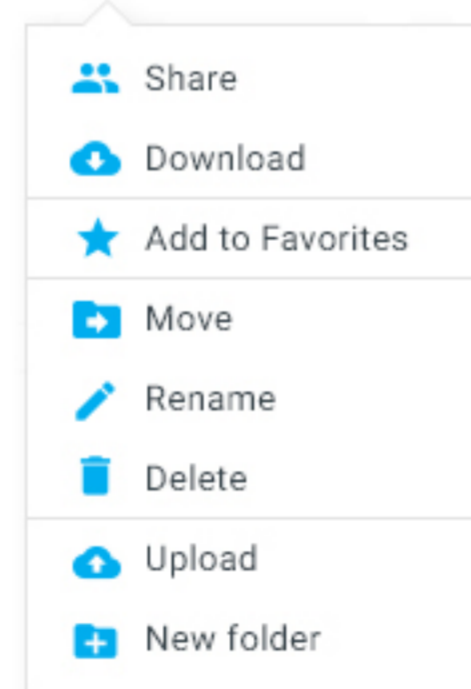 Share
Download
Add to Favorites
Move
Rename
Delete
Upload
New folder